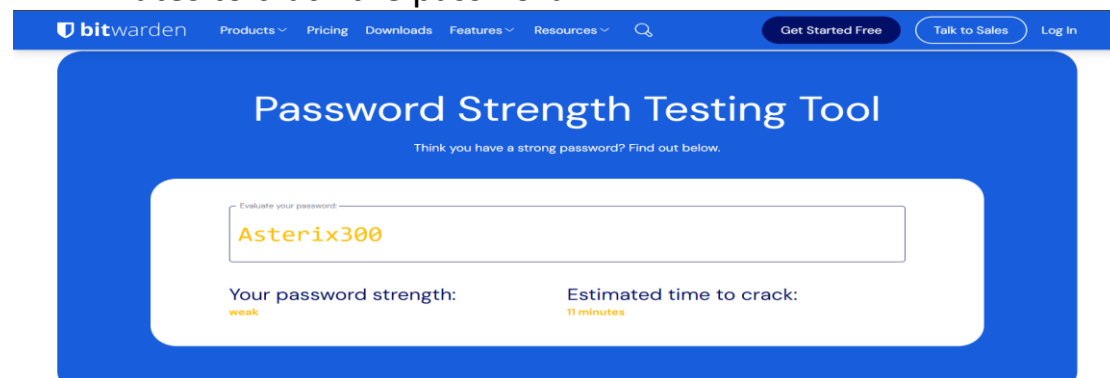 bitwarden Products Pricing Downloads Features Resources Get Started Free Talk to Sales Log In
Password Strength Testing Tool
Think you have a strong password? Find out below.
Evaluate your password:
Asterix300
Your password strength: Estimated time to crack:
weak 11 minutes